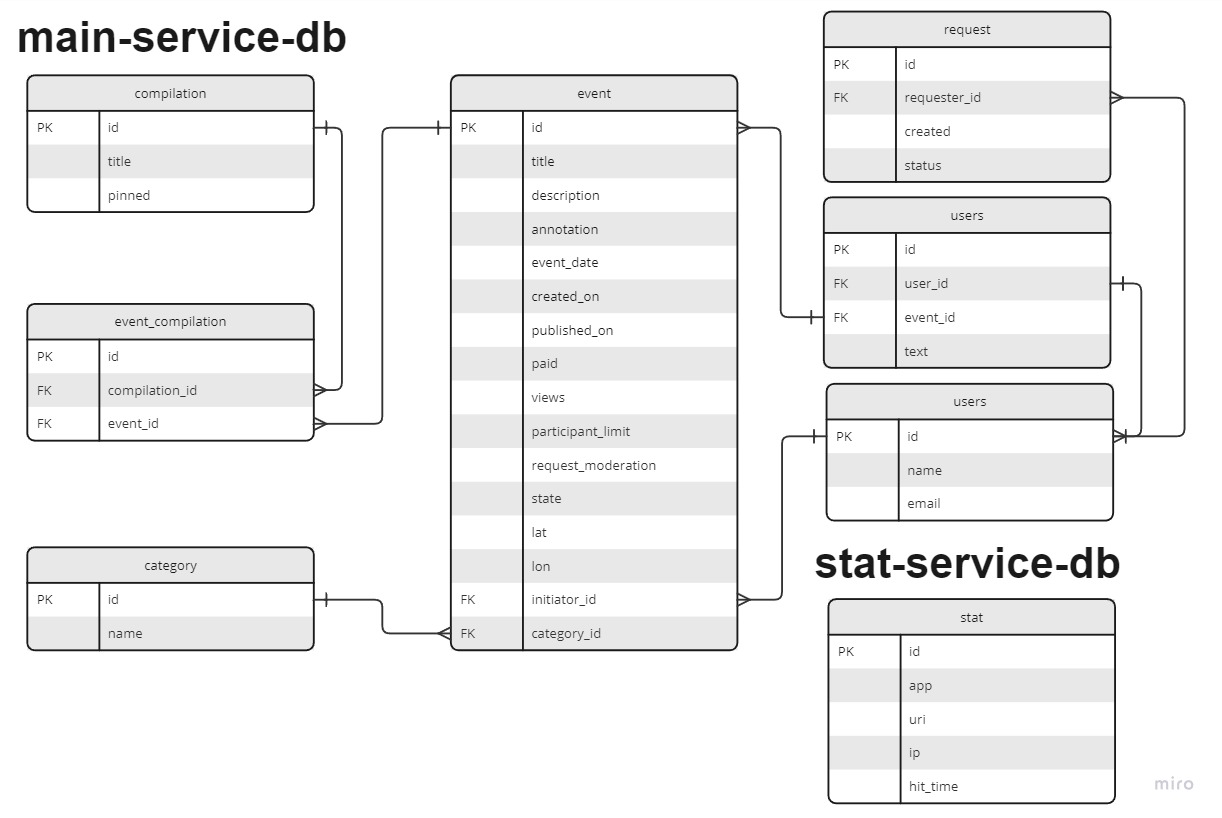 main-service-db
compilation
PK id
title
pinned
event_compilation
PK id
FK compilation_id
FK event_id
category
PK id
name
event
PK id
title
description
annotation
event_date
created_on
published_on
paid
views
participant_limit
request_moderation
state
lat
lon
FK initiator_id
FK category_id
request
PK id
FK requester_id
created
status
users
PK id
FK user_id
FK event_id
text
users
PK id
name
email
stat-service-db
stat
PK id
app
uri
ip
hit_time
miro